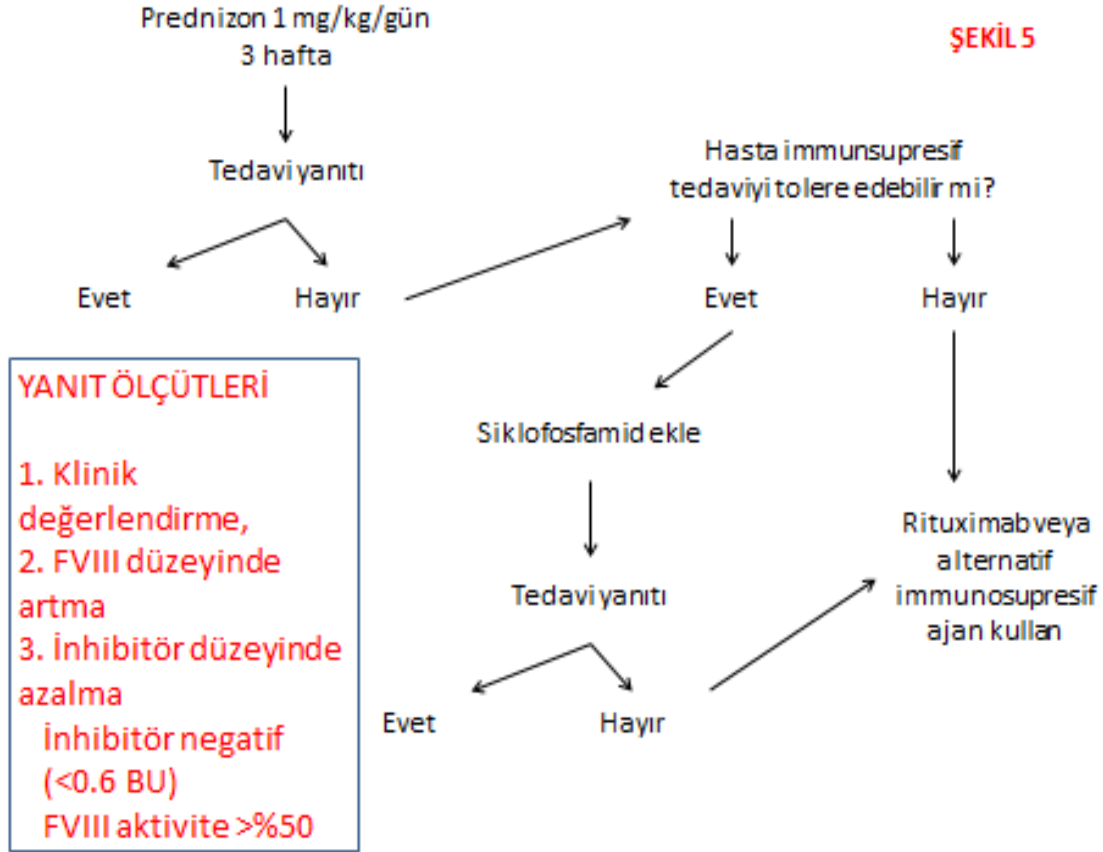 Prednizon 1 mg/kg/gün
3 hafta
ŞEKİL 5
Tedavi yanıtı
Hasta immunsupresif
tedaviyi tolere edebilir mi?
Evet
Hayır
Evet
Hayır
YANIT ÖLÇÜTLERİ
1. Klinik
değerlendirme,
2. FVIII düzeyinde
artma
3. İnhibitör düzeyinde
azalma
İnhibitör negatif
(<0.6 BU)
FVIII aktivite >%50
Siklofosfamid ekle
Tedavi yanıtı
Evet
Hayır
Rituximab veya
alternatif
immunosupresif
ajan kullan